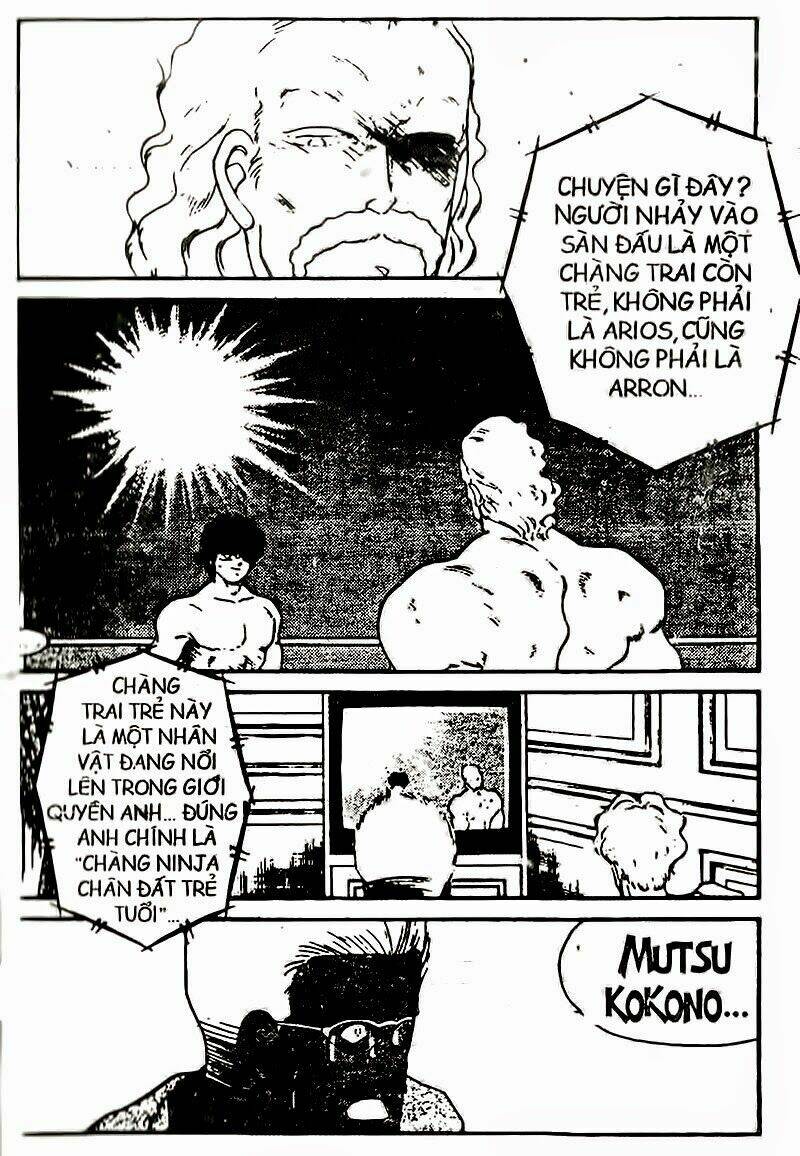 CHUYỆN GÌ ĐÂY?
NGƯỜI NHẢY VÀO
SÀN ĐẤU LÀ MỘT
CHÀNG TRAI CÒN
TRẺ, KHÔNG PHẢI
LÀ ARIOS, CŨNG
KHÔNG PHẢI LÀ
ARRON...
CHÀNG
TRAI TRẺ NÀY
LÀ MỘT NHÂN
VẬT ĐANG NỔI
LÊN TRONG GIỚI
QUYỀN ANH... ĐÚNG
ANH CHÍNH LÀ
"CHÀNG NINJA
CHÂN ĐẤT TRẺ
TUỔI"...
MUTSU
KOKONO...